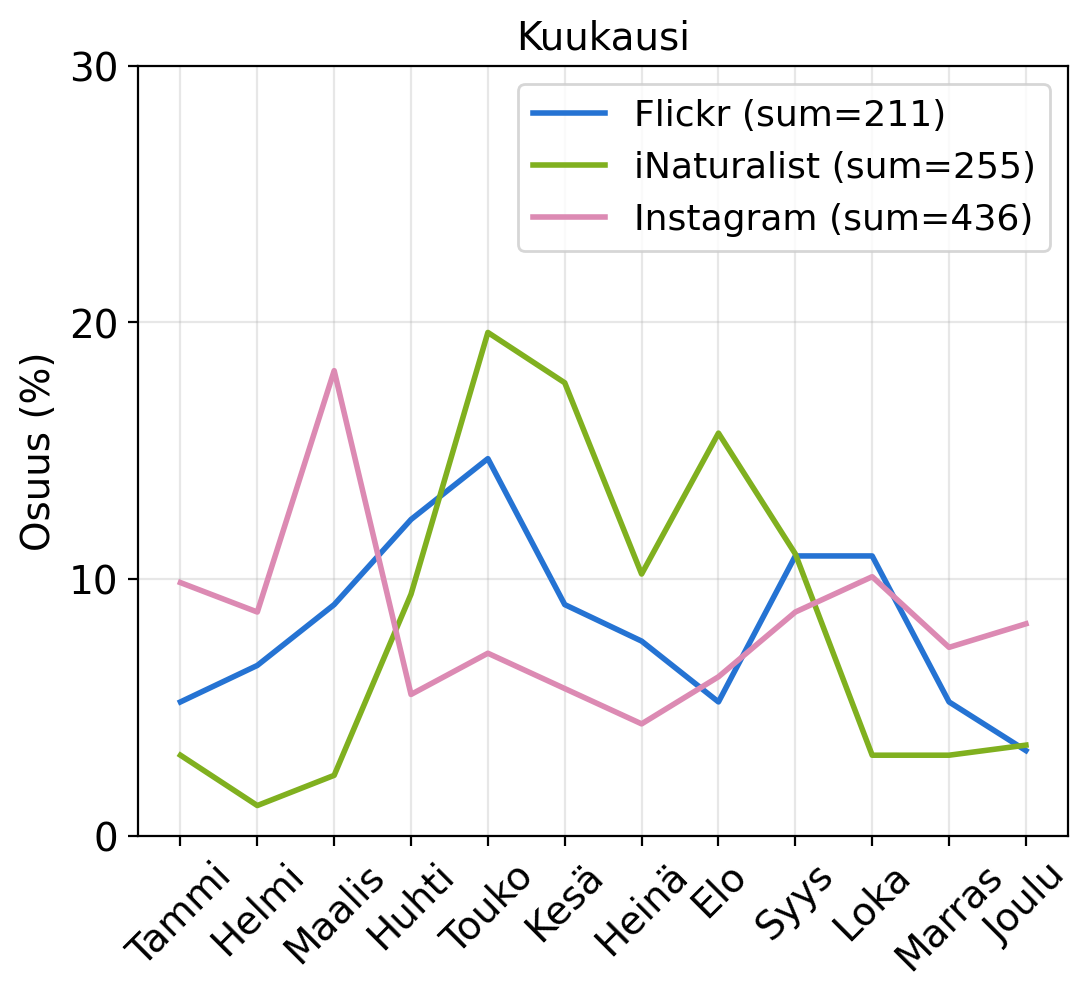 Kuukausi
30
20
10
0
Osuus (%)
Flickr (sum=211)
iNaturalist (sum=255)
Instagram (sum=436)
Tammi
Helmi
Maalis
Huhti
Touko
Kesä
Heinä
Elo
Syys
Loka
Marras
Joulu